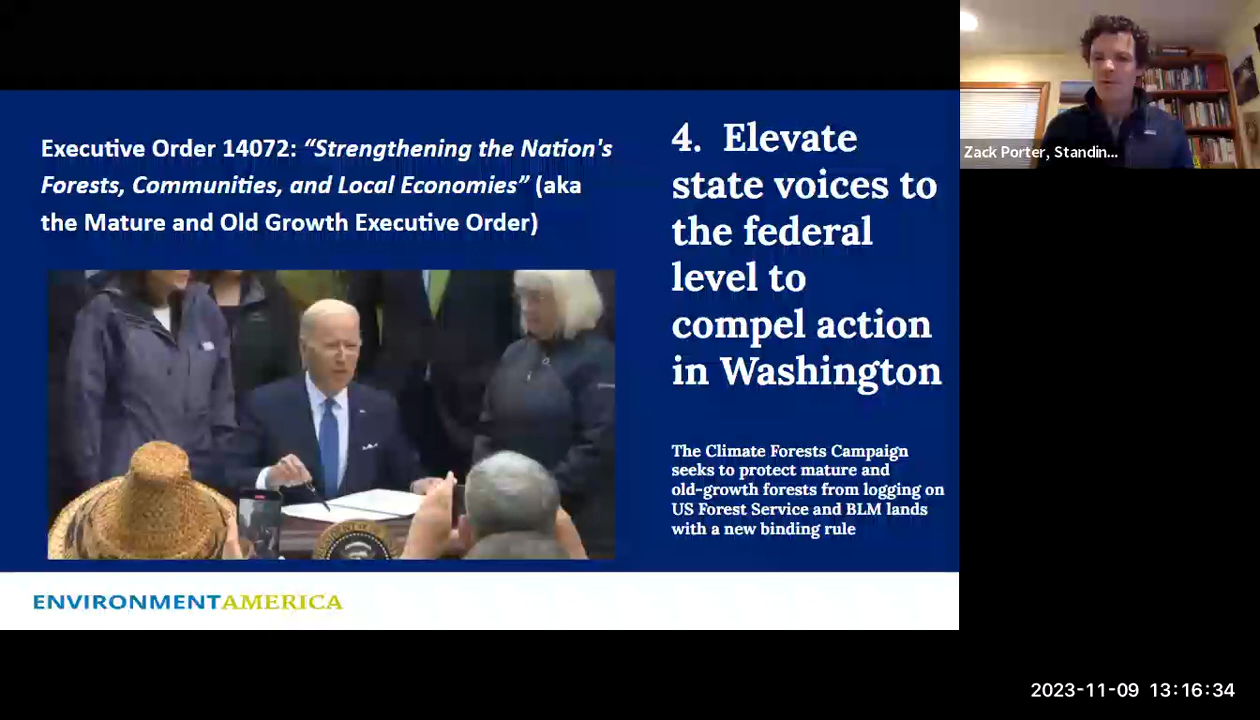 Executive Order 14072: “Strengthening the Nation's
Forests, Communities, and Local Economies” (aka
the Mature and Old Growth Executive Order)
4. Elevate
state voices to
the federal
level to
compel action
in Washington
The Climate Forests Campaign
seeks to protect mature and
old-growth forests from logging on
US Forest Service and BLM lands
with a new binding rule
ENVIRONMENTAMERICA
Zack Porter, Standin...
2023-11-09 13:16:34